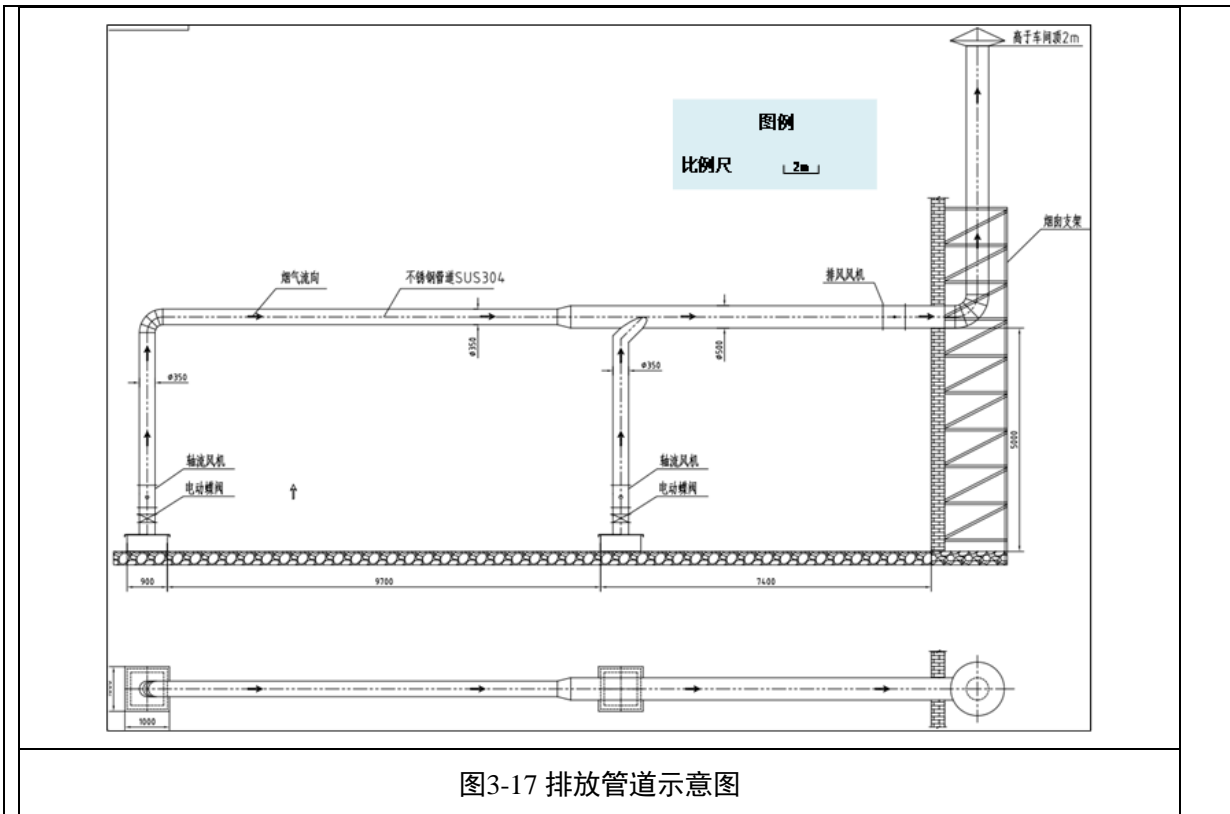 高于车间顶2m
图例
比例尺 2m
烟囱支架
烟气流向
不锈钢管道SUS304
排风风机
ø350
ø500
ø350
ø350
5000
轴流风机
轴流风机
电动蝶阀
电动蝶阀
900
9700
7400
1000
图3-17 排放管道示意图